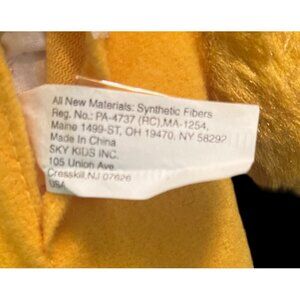 All New Materials: Synthetic Fibers
Reg. No.: PA-4737 (RC),MA-1254,
Maine 1499-ST, OH 19470, NY 58292
Made In China
SKY KIDS INC.
105 Union Ave.
Cresskill,NJ 07626
USA